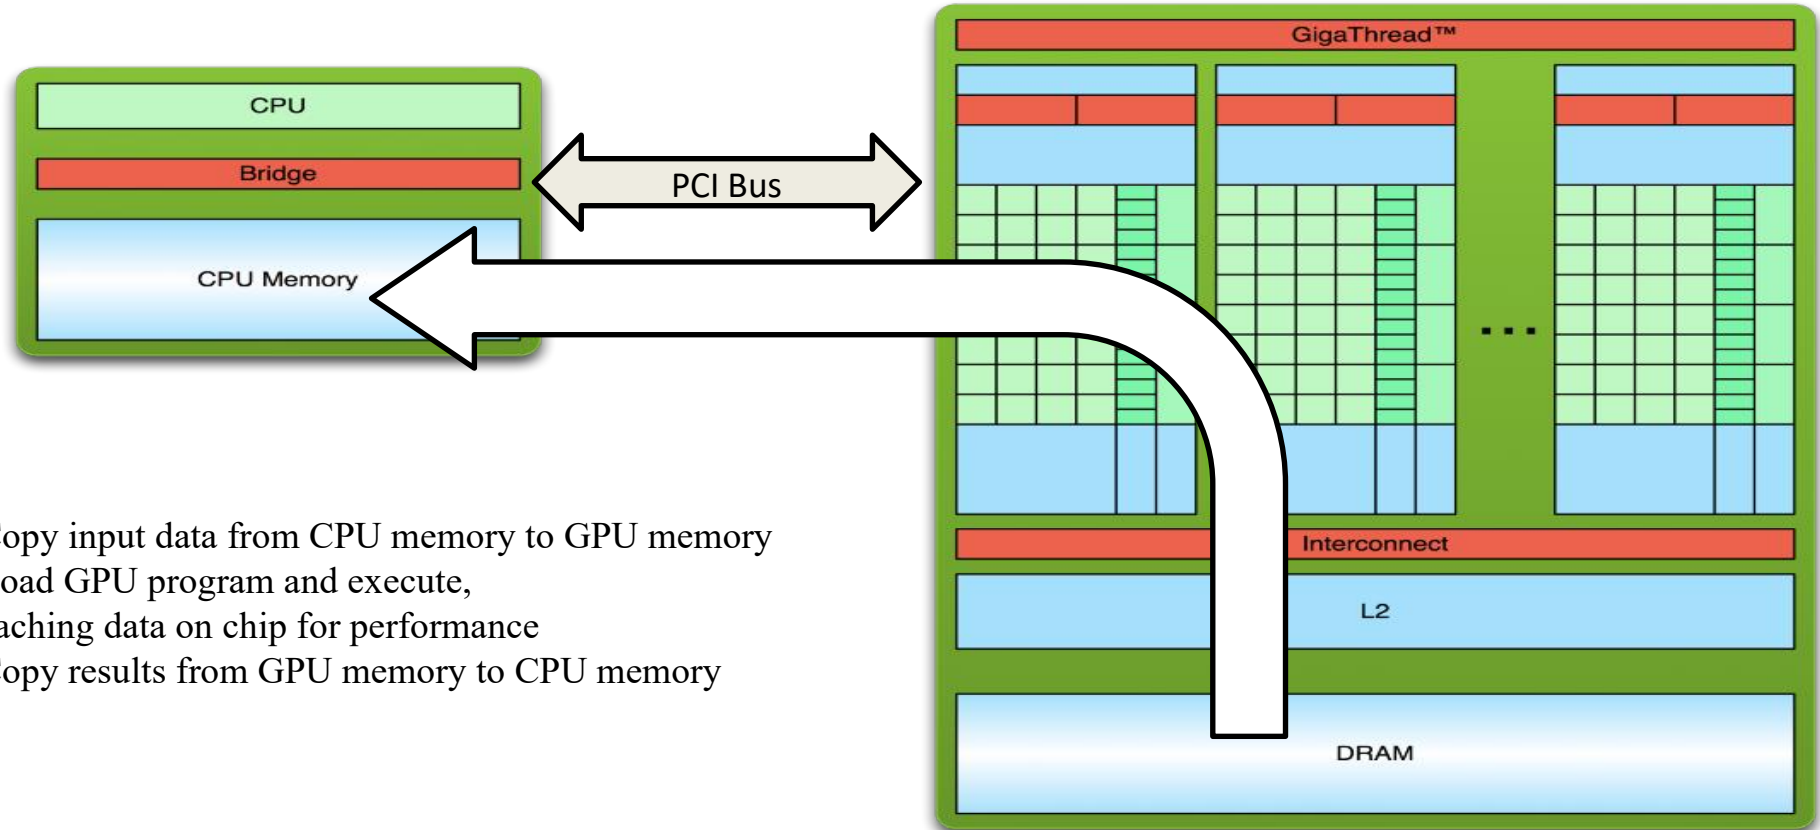 GigaThread™
CPU
Bridge
PCI Bus
CPU Memory
...
opy input data from CPU memory to GPU memory
oad GPU program and execute,
aching data on chip for performance
opy results from GPU memory to CPU memory
Interconnect
L2
DRAM